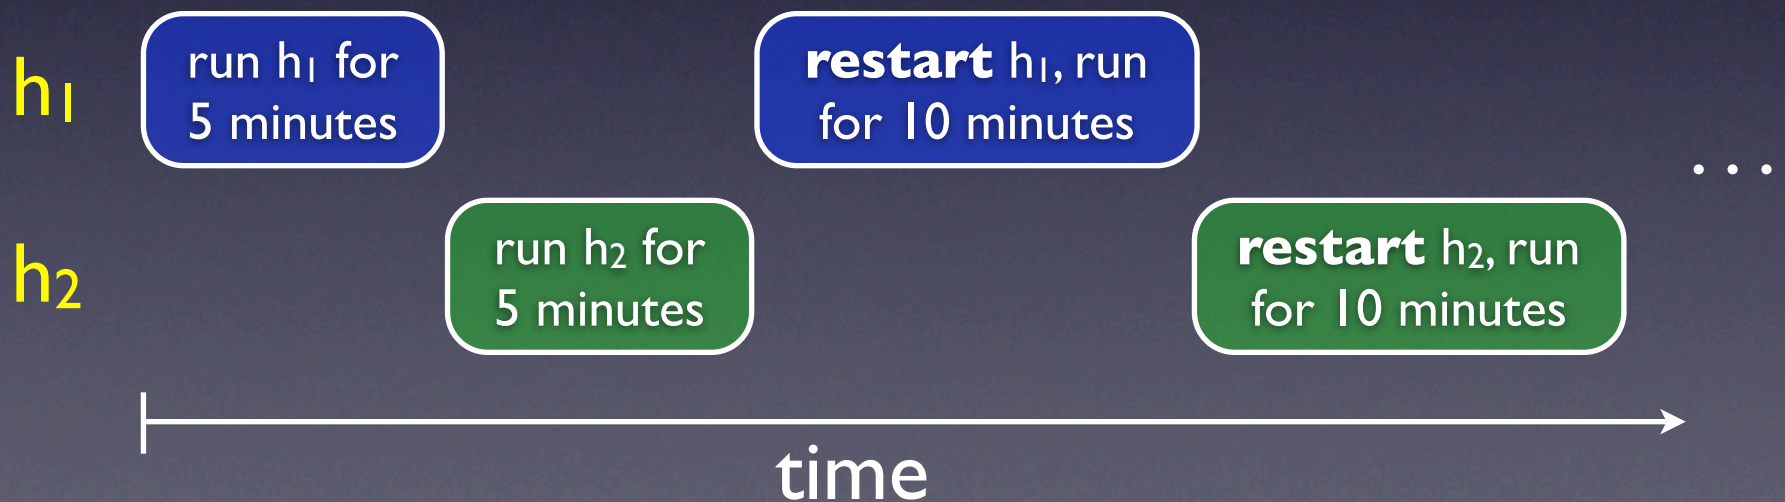 h₁
run h₁ for
5 minutes
restart h₁, run
for 10 minutes
...
h₂
run h₂ for
5 minutes
restart h₂, run
for 10 minutes
time